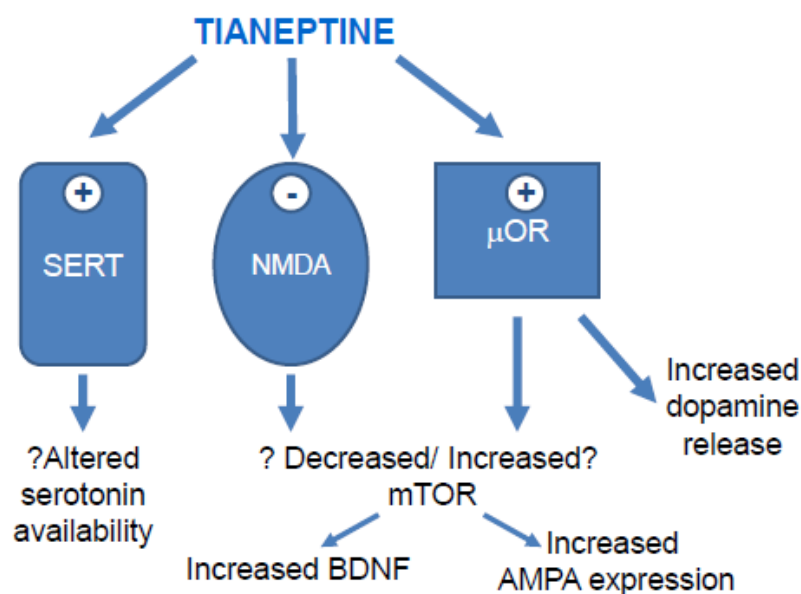 TIANEPTINE
+
SERT
-
NMDA
+
μOR
Increased
dopamine
release
?Altered
serotonin
availability
? Decreased/ Increased?
mTOR
Increased BDNF
Increased
AMPA expression